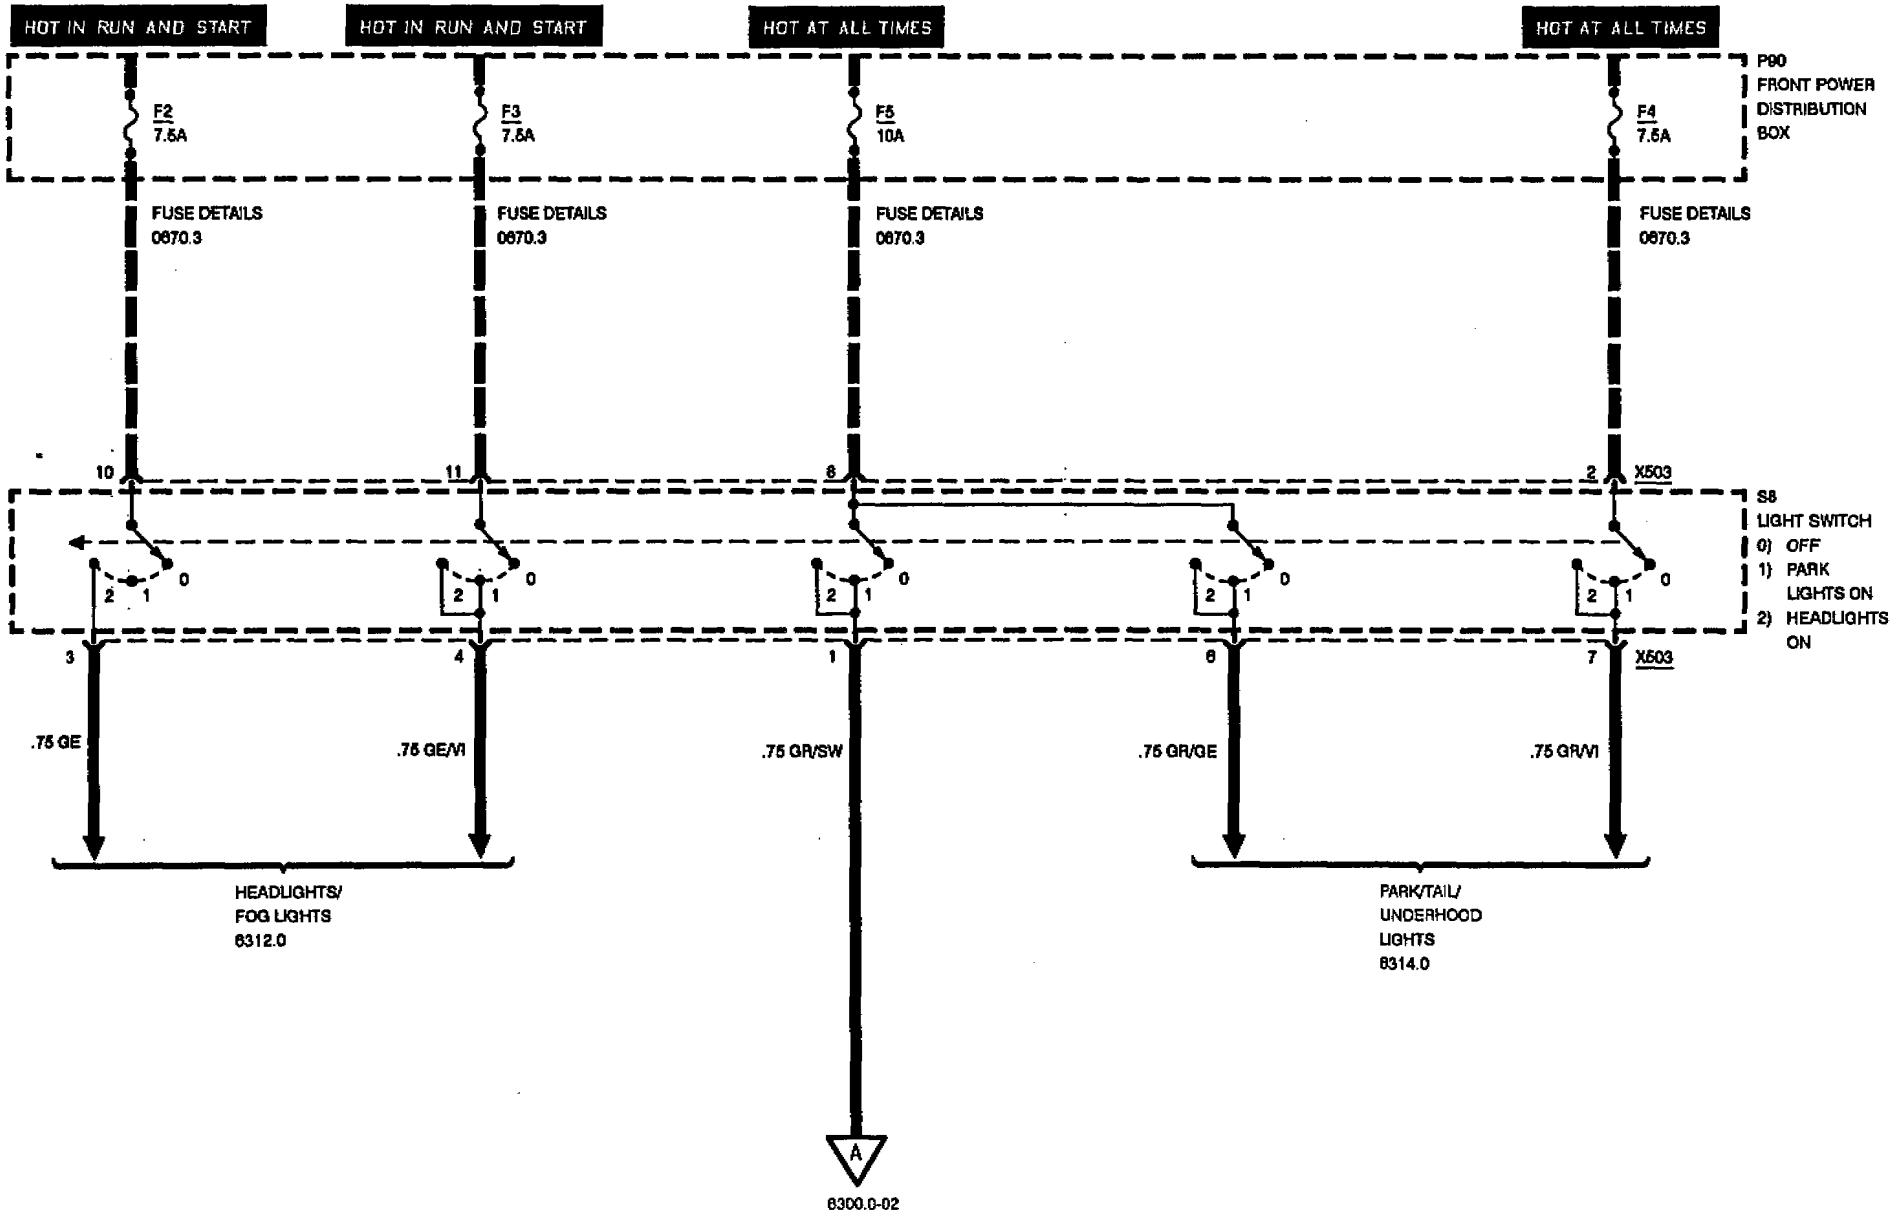 HOT IN RUN AND START
HOT IN RUN AND START
HOT AT ALL TIMES
HOT AT ALL TIMES
P90
FRONT POWER
DISTRIBUTION
BOX
F2
7.5A
F3
7.5A
F5
10A
F4
7.5A
FUSE DETAILS
0670.3
FUSE DETAILS
0670.3
FUSE DETAILS
0670.3
FUSE DETAILS
0670.3
10
11
8
2
X503
S8
LIGHT SWITCH
0) OFF
1) PARK
LIGHTS ON
2) HEADLIGHTS
ON
2 1 0
2 1 0
2 1 0
2 1 0
2 1 0
3
4
1
6
7
X503
.75 GE
.75 GE/VI
.75 GR/SW
.75 GR/GE
.75 GR/VI
HEADLIGHTS/
FOG LIGHTS
6312.0
PARK/TAIL/
UNDERHOOD
LIGHTS
6314.0
A
6300.0-02